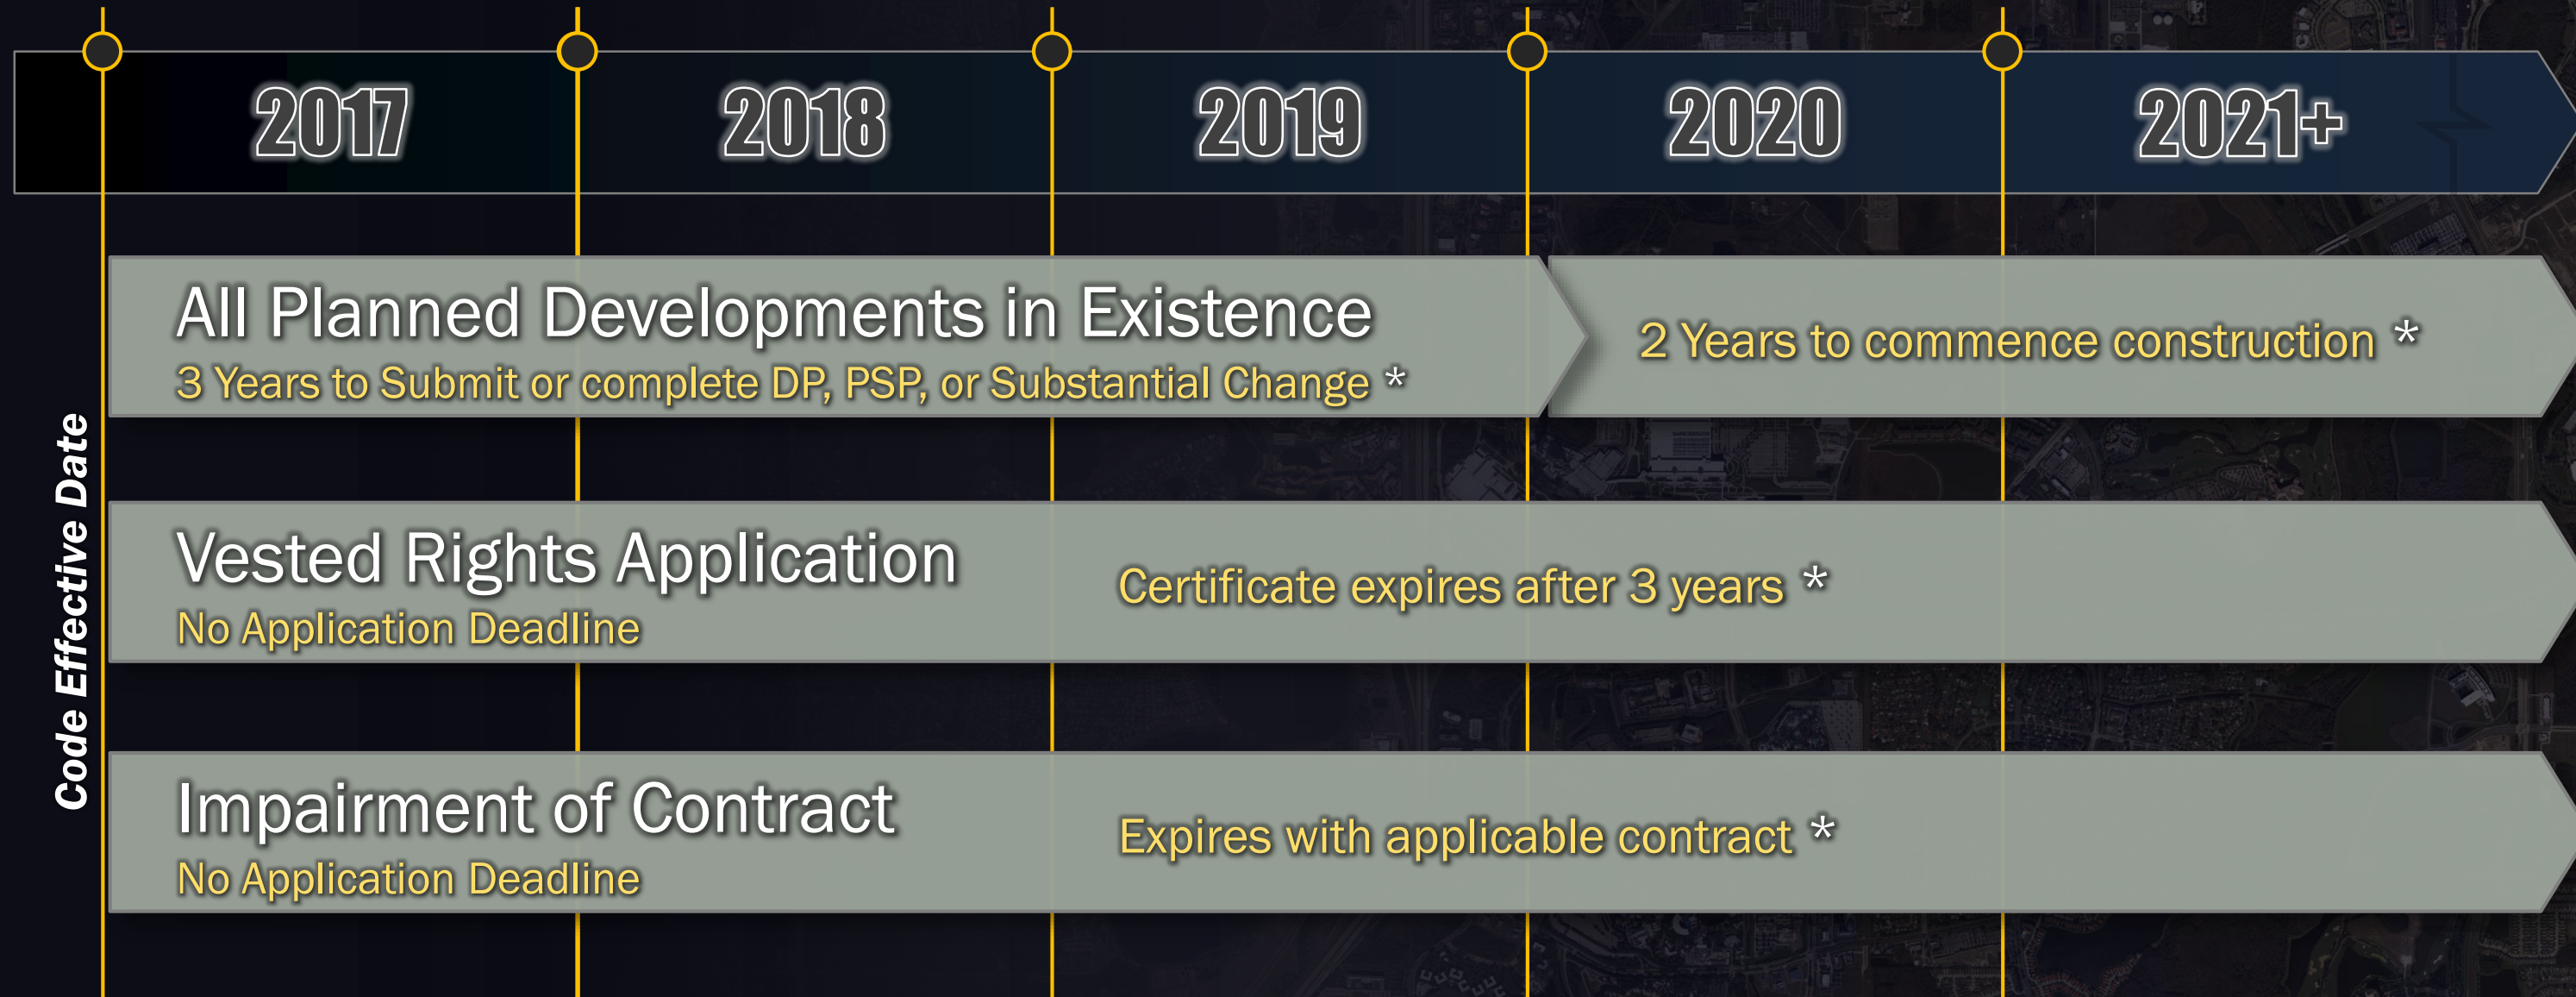 2017
2018
2019
2020
2021+
Code Effective Date
All Planned Developments in Existence
3 Years to Submit or complete DP, PSP, or Substantial Change *
2 Years to commence construction *
Vested Rights Application
No Application Deadline
Certificate expires after 3 years *
Impairment of Contract
No Application Deadline
Expires with applicable contract *